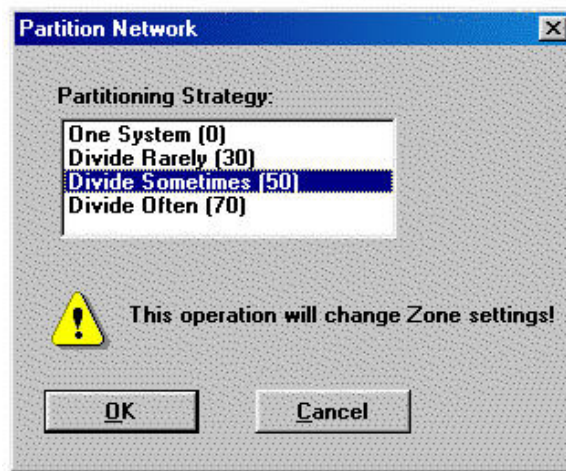 Partition Network
Partitioning Strategy:
One System (0)
Divide Rarely (30)
Divide Sometimes (50)
Divide Often (70)
This operation will change Zone settings!
OK
Cancel